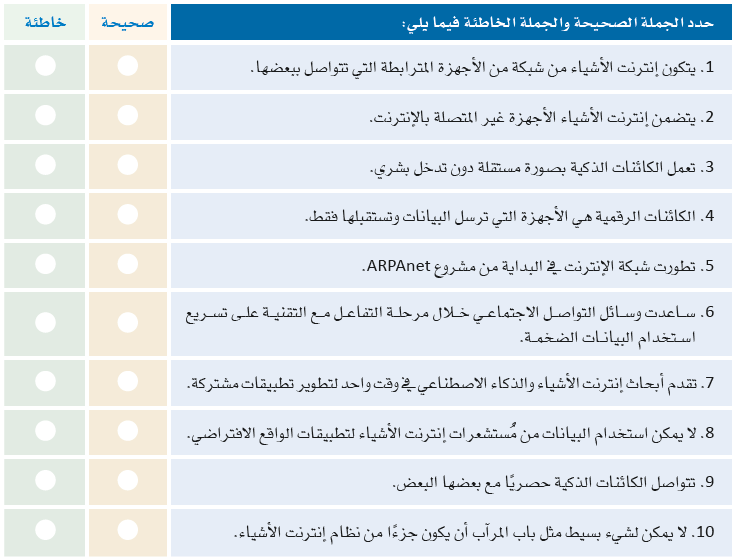 حدد الجملة الصحيحة والجملة الخاطئة فيما يلي:
صحيحة
خاطئة
1. يتكون إنترنت الأشياء من شبكة من الأجهزة المترابطة التي تتواصل ببعضها.
2. يتضمن إنترنت الأشياء الأجهزة غير المتصلة بالإنترنت.
3. تعمل الكائنات الذكية بصورة مستقلة دون تدخل بشري.
4. الكائنات الرقمية هي الأجهزة التي ترسل البيانات وتستقبلها فقط.
5. تطورت شبكة الإنترنت في البداية من مشروع ARPAnet.
6. ساعدت وسائل التواصل الاجتماعي خلال مرحلة التفاعل مع التقنية على تسريع
استخدام البيانات الضخمة.
7. تقدم أبحاث إنترنت الأشياء والذكاء الاصطناعي في وقت واحد لتطوير تطبيقات مشتركة.
8. لا يمكن استخدام البيانات من مُستشعرات إنترنت الأشياء لتطبيقات الواقع الافتراضي.
9. تتواصل الكائنات الذكية حصريًا مع بعضها البعض.
10. لا يمكن لشيء بسيط مثل باب المرآب أن يكون جزءًا من نظام إنترنت الأشياء.